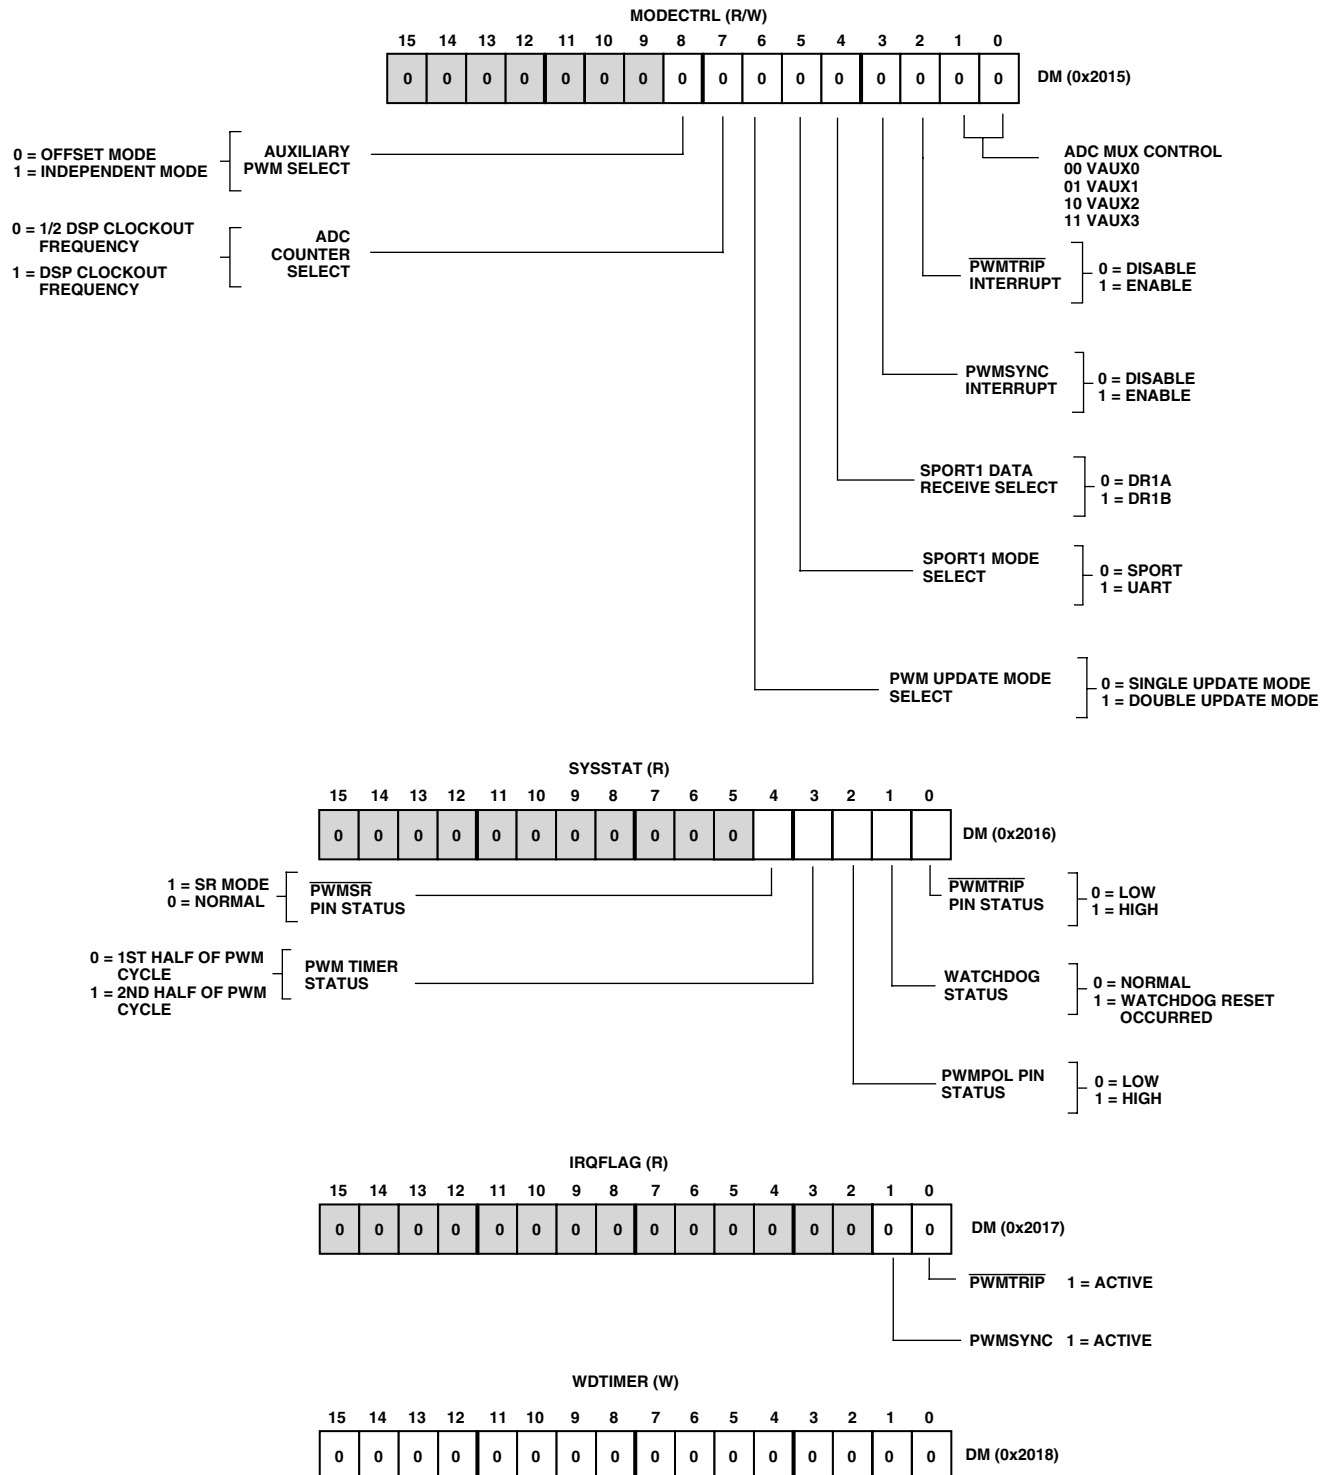 MODECTRL (R/W)
15 14 13 12 11 10 9 8 7 6 5 4 3 2 1 0
0 0 0 0 0 0 0 0 0 0 0 0 0 0 0 0 DM (0x2015)
0 = OFFSET MODE
1 = INDEPENDENT MODE
AUXILIARY
PWM SELECT
ADC MUX CONTROL
00 VAUX0
01 VAUX1
10 VAUX2
11 VAUX3
0 = 1/2 DSP CLOCKOUT
FREQUENCY
1 = DSP CLOCKOUT
FREQUENCY
ADC
COUNTER
SELECT
PWMTRIP
INTERRUPT
0 = DISABLE
1 = ENABLE
PWMSYNC
INTERRUPT
0 = DISABLE
1 = ENABLE
SPORT1 DATA
RECEIVE SELECT
0 = DR1A
1 = DR1B
SPORT1 MODE
SELECT
0 = SPORT
1 = UART
PWM UPDATE MODE
SELECT
0 = SINGLE UPDATE MODE
1 = DOUBLE UPDATE MODE
SYSSTAT (R)
15 14 13 12 11 10 9 8 7 6 5 4 3 2 1 0
0 0 0 0 0 0 0 0 0 0 0 DM (0x2016)
1 = SR MODE
0 = NORMAL
PWMSR
PIN STATUS
PWMTRIP
PIN STATUS
0 = LOW
1 = HIGH
0 = 1ST HALF OF PWM
CYCLE
1 = 2ND HALF OF PWM
CYCLE
PWM TIMER
STATUS
WATCHDOG
STATUS
0 = NORMAL
1 = WATCHDOG RESET
OCCURRED
PWMPOL PIN
STATUS
0 = LOW
1 = HIGH
IRQFLAG (R)
15 14 13 12 11 10 9 8 7 6 5 4 3 2 1 0
0 0 0 0 0 0 0 0 0 0 0 0 0 0 0 0 DM (0x2017)
PWMTRIP 1 = ACTIVE
PWMSYNC 1 = ACTIVE
WDTIMER (W)
15 14 13 12 11 10 9 8 7 6 5 4 3 2 1 0
0 0 0 0 0 0 0 0 0 0 0 0 0 0 0 0 DM (0x2018)